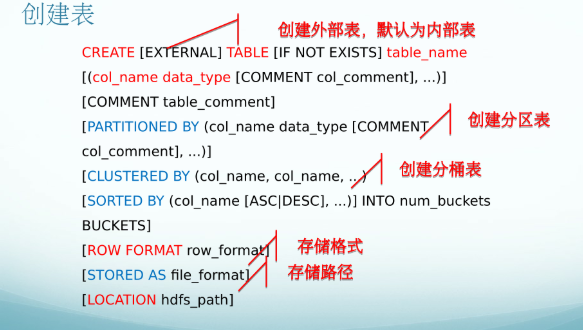 创建表
创建外部表，默认为内部表
CREATE [EXTERNAL] TABLE [IF NOT EXISTS] table_name
[(col_name data_type [COMMENT col_comment], ...)]
[COMMENT table_comment]
[PARTITIONED BY (col_name data_type [COMMENT
创建分区表
col_comment], ...)]
[CLUSTERED BY (col_name, col_name, ...)
创建分桶表
[SORTED BY (col_name [ASC|DESC], ...)] INTO num_buckets
BUCKETS]
[ROW FORMAT row_format]
存储格式
[STORED AS file_format]
存储路径
[LOCATION hdfs_path]